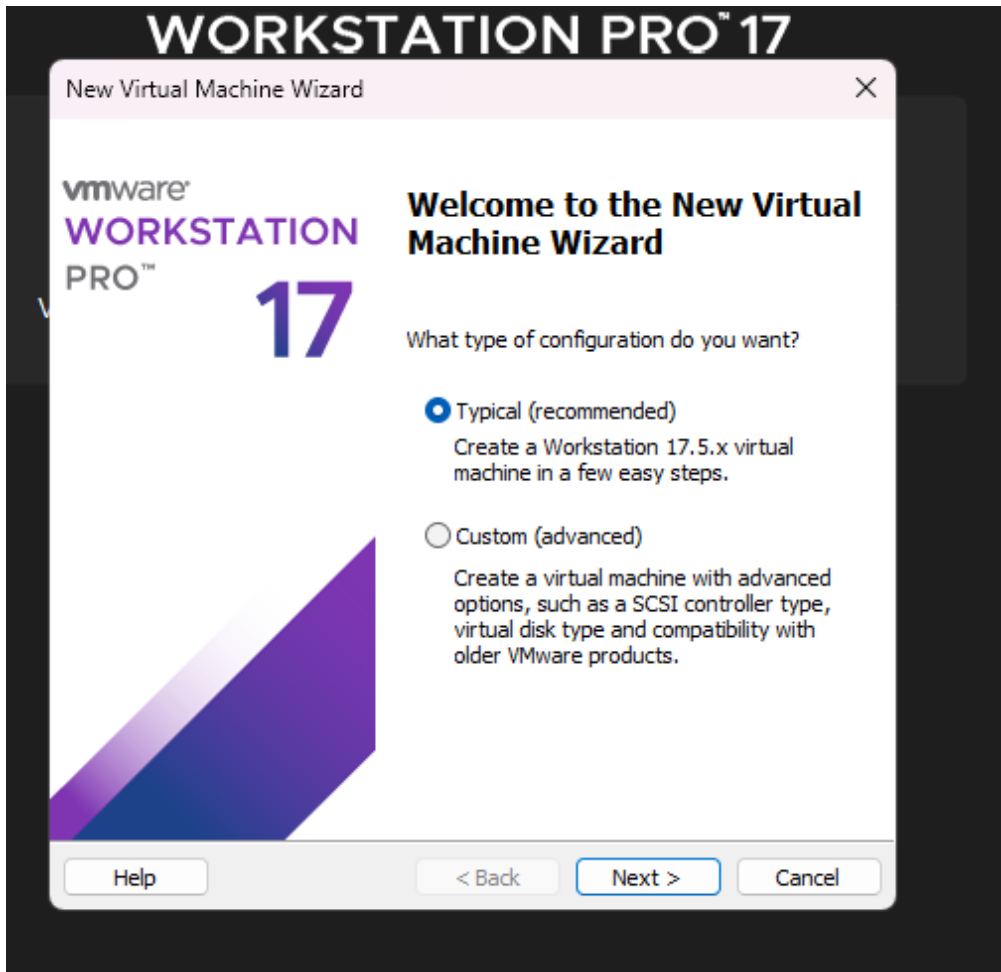 WORKSTATION PRO™ 17
New Virtual Machine Wizard
vmware®
WORKSTATION
PRO™
17
Welcome to the New Virtual
Machine Wizard
What type of configuration do you want?
Typical (recommended)
Create a Workstation 17.5.x virtual
machine in a few easy steps.
Custom (advanced)
Create a virtual machine with advanced
options, such as a SCSI controller type,
virtual disk type and compatibility with
older VMware products.
Help
< Back
Next >
Cancel